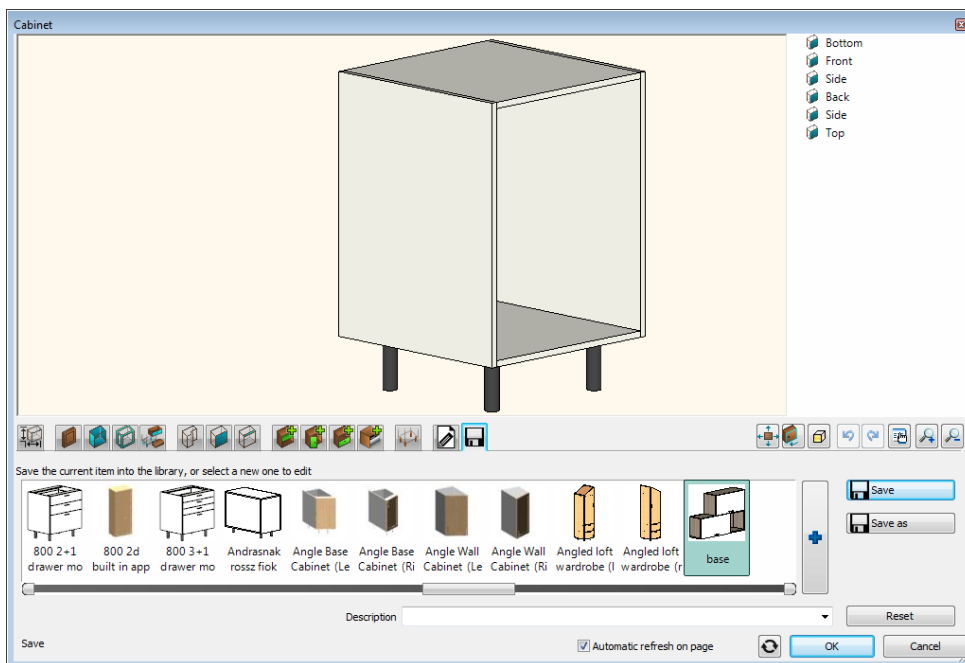 Cabinet
Bottom
Front
Side
Back
Side
Top
Save the current item into the library, or select a new one to edit
800 2+1
drawer mo
800 2d
built in app
800 3+1
drawer mo
Andrasnak
rossz fiok
Angle Base
Cabinet (Le
Angle Base
Cabinet (Ri
Angle Wall
Cabinet (Le
Angle Wall
Cabinet (Ri
Angled loft
wardrobe (l
Angled loft
wardrobe (r
base
Save
Save as
Description
Reset
Save
Automatic refresh on page
OK
Cancel